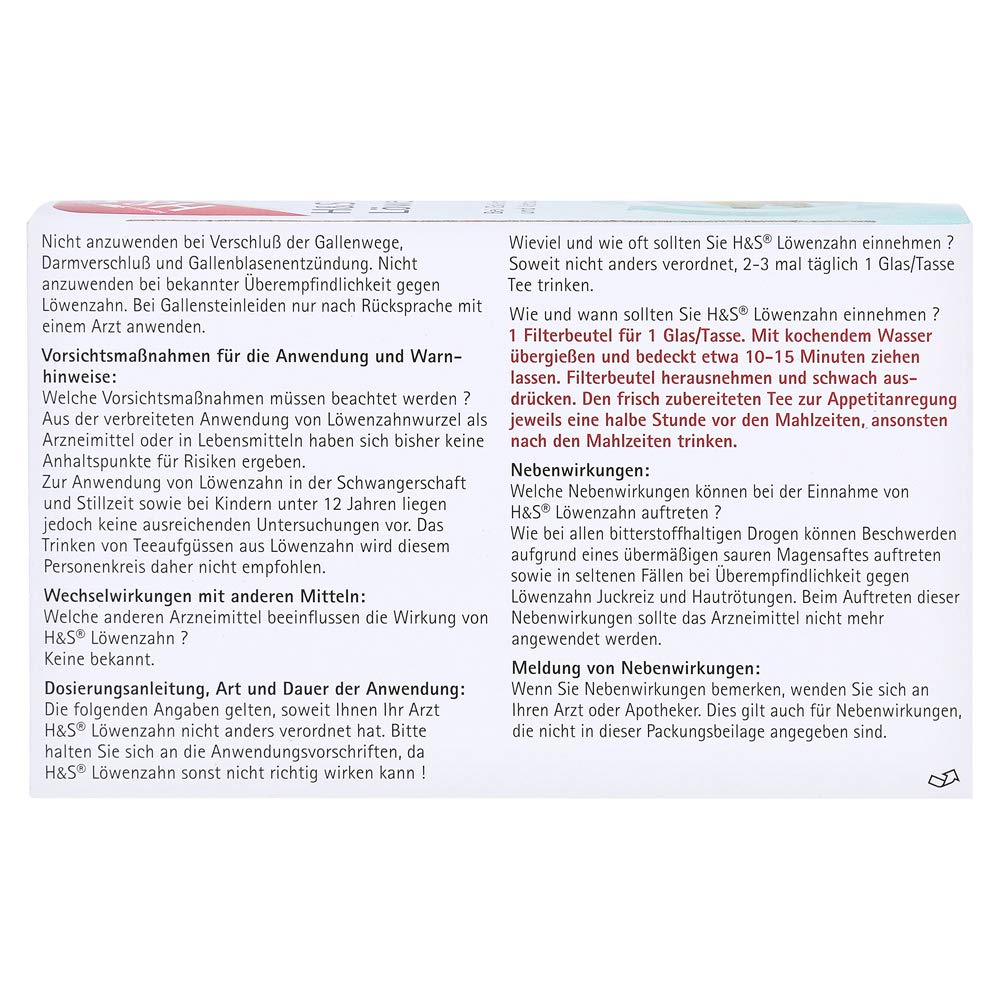 H&S
Löwe
Nicht anzuwenden bei Verschluß der Gallenwege,
Darmverschluß und Gallenblasenentzündung. Nicht
anzuwenden bei bekannter Überempfindlichkeit gegen
Löwenzahn. Bei Gallensteinleiden nur nach Rücksprache mit
einem Arzt anwenden.
Vorsichtsmaßnahmen für die Anwendung und Warn-
hinweise:
Welche Vorsichtsmaßnahmen müssen beachtet werden ?
Aus der verbreiteten Anwendung von Löwenzahnwurzel als
Arzneimittel oder in Lebensmitteln haben sich bisher keine
Anhaltspunkte für Risiken ergeben.
Zur Anwendung von Löwenzahn in der Schwangerschaft
und Stillzeit sowie bei Kindern unter 12 Jahren liegen
jedoch keine ausreichenden Untersuchungen vor. Das
Trinken von Teeaufgüssen aus Löwenzahn wird diesem
Personenkreis daher nicht empfohlen.
Wechselwirkungen mit anderen Mitteln:
Welche anderen Arzneimittel beeinflussen die Wirkung von
H&S® Löwenzahn ?
Keine bekannt.
Dosierungsanleitung, Art und Dauer der Anwendung:
Die folgenden Angaben gelten, soweit Ihnen Ihr Arzt
H&S® Löwenzahn nicht anders verordnet hat. Bitte
halten Sie sich an die Anwendungsvorschriften, da
H&S® Löwenzahn sonst nicht richtig wirken kann !
Wieviel und wie oft sollten Sie H&S® Löwenzahn einnehmen ?
Soweit nicht anders verordnet, 2-3 mal täglich 1 Glas/Tasse
Tee trinken.
Wie und wann sollten Sie H&S® Löwenzahn einnehmen ?
1 Filterbeutel für 1 Glas/Tasse. Mit kochendem Wasser
übergießen und bedeckt etwa 10-15 Minuten ziehen
lassen. Filterbeutel herausnehmen und schwach aus-
drücken. Den frisch zubereiteten Tee zur Appetitanregung
jeweils eine halbe Stunde vor den Mahlzeiten, ansonsten
nach den Mahlzeiten trinken.
Nebenwirkungen:
Welche Nebenwirkungen können bei der Einnahme von
H&S® Löwenzahn auftreten ?
Wie bei allen bitterstoffhaltigen Drogen können Beschwerden
aufgrund eines übermäßigen sauren Magensaftes auftreten
sowie in seltenen Fällen bei Überempfindlichkeit gegen
Löwenzahn Juckreiz und Hautrötungen. Beim Auftreten dieser
Nebenwirkungen sollte das Arzneimittel nicht mehr
angewendet werden.
Meldung von Nebenwirkungen:
Wenn Sie Nebenwirkungen bemerken, wenden Sie sich an
Ihren Arzt oder Apotheker. Dies gilt auch für Nebenwirkungen,
die nicht in dieser Packungsbeilage angegeben sind.